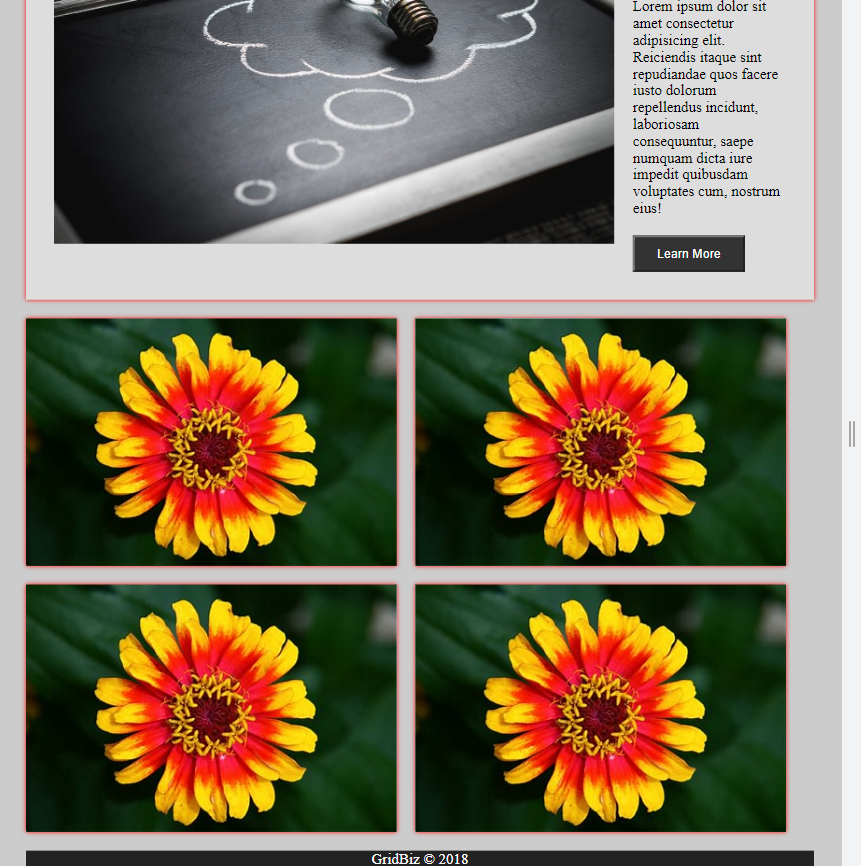 Lorem ipsum dolor sit
amet consectetur
adipisicing elit.
Reiciendis itaque sint
repudiandae quos facere
iusto dolorum
repellendus incidunt,
laboriosam
consequuntur, saepe
numquam dicta iure
impedit quibusdam
voluptates cum, nostrum
eius!
Learn More
GridBiz © 2018